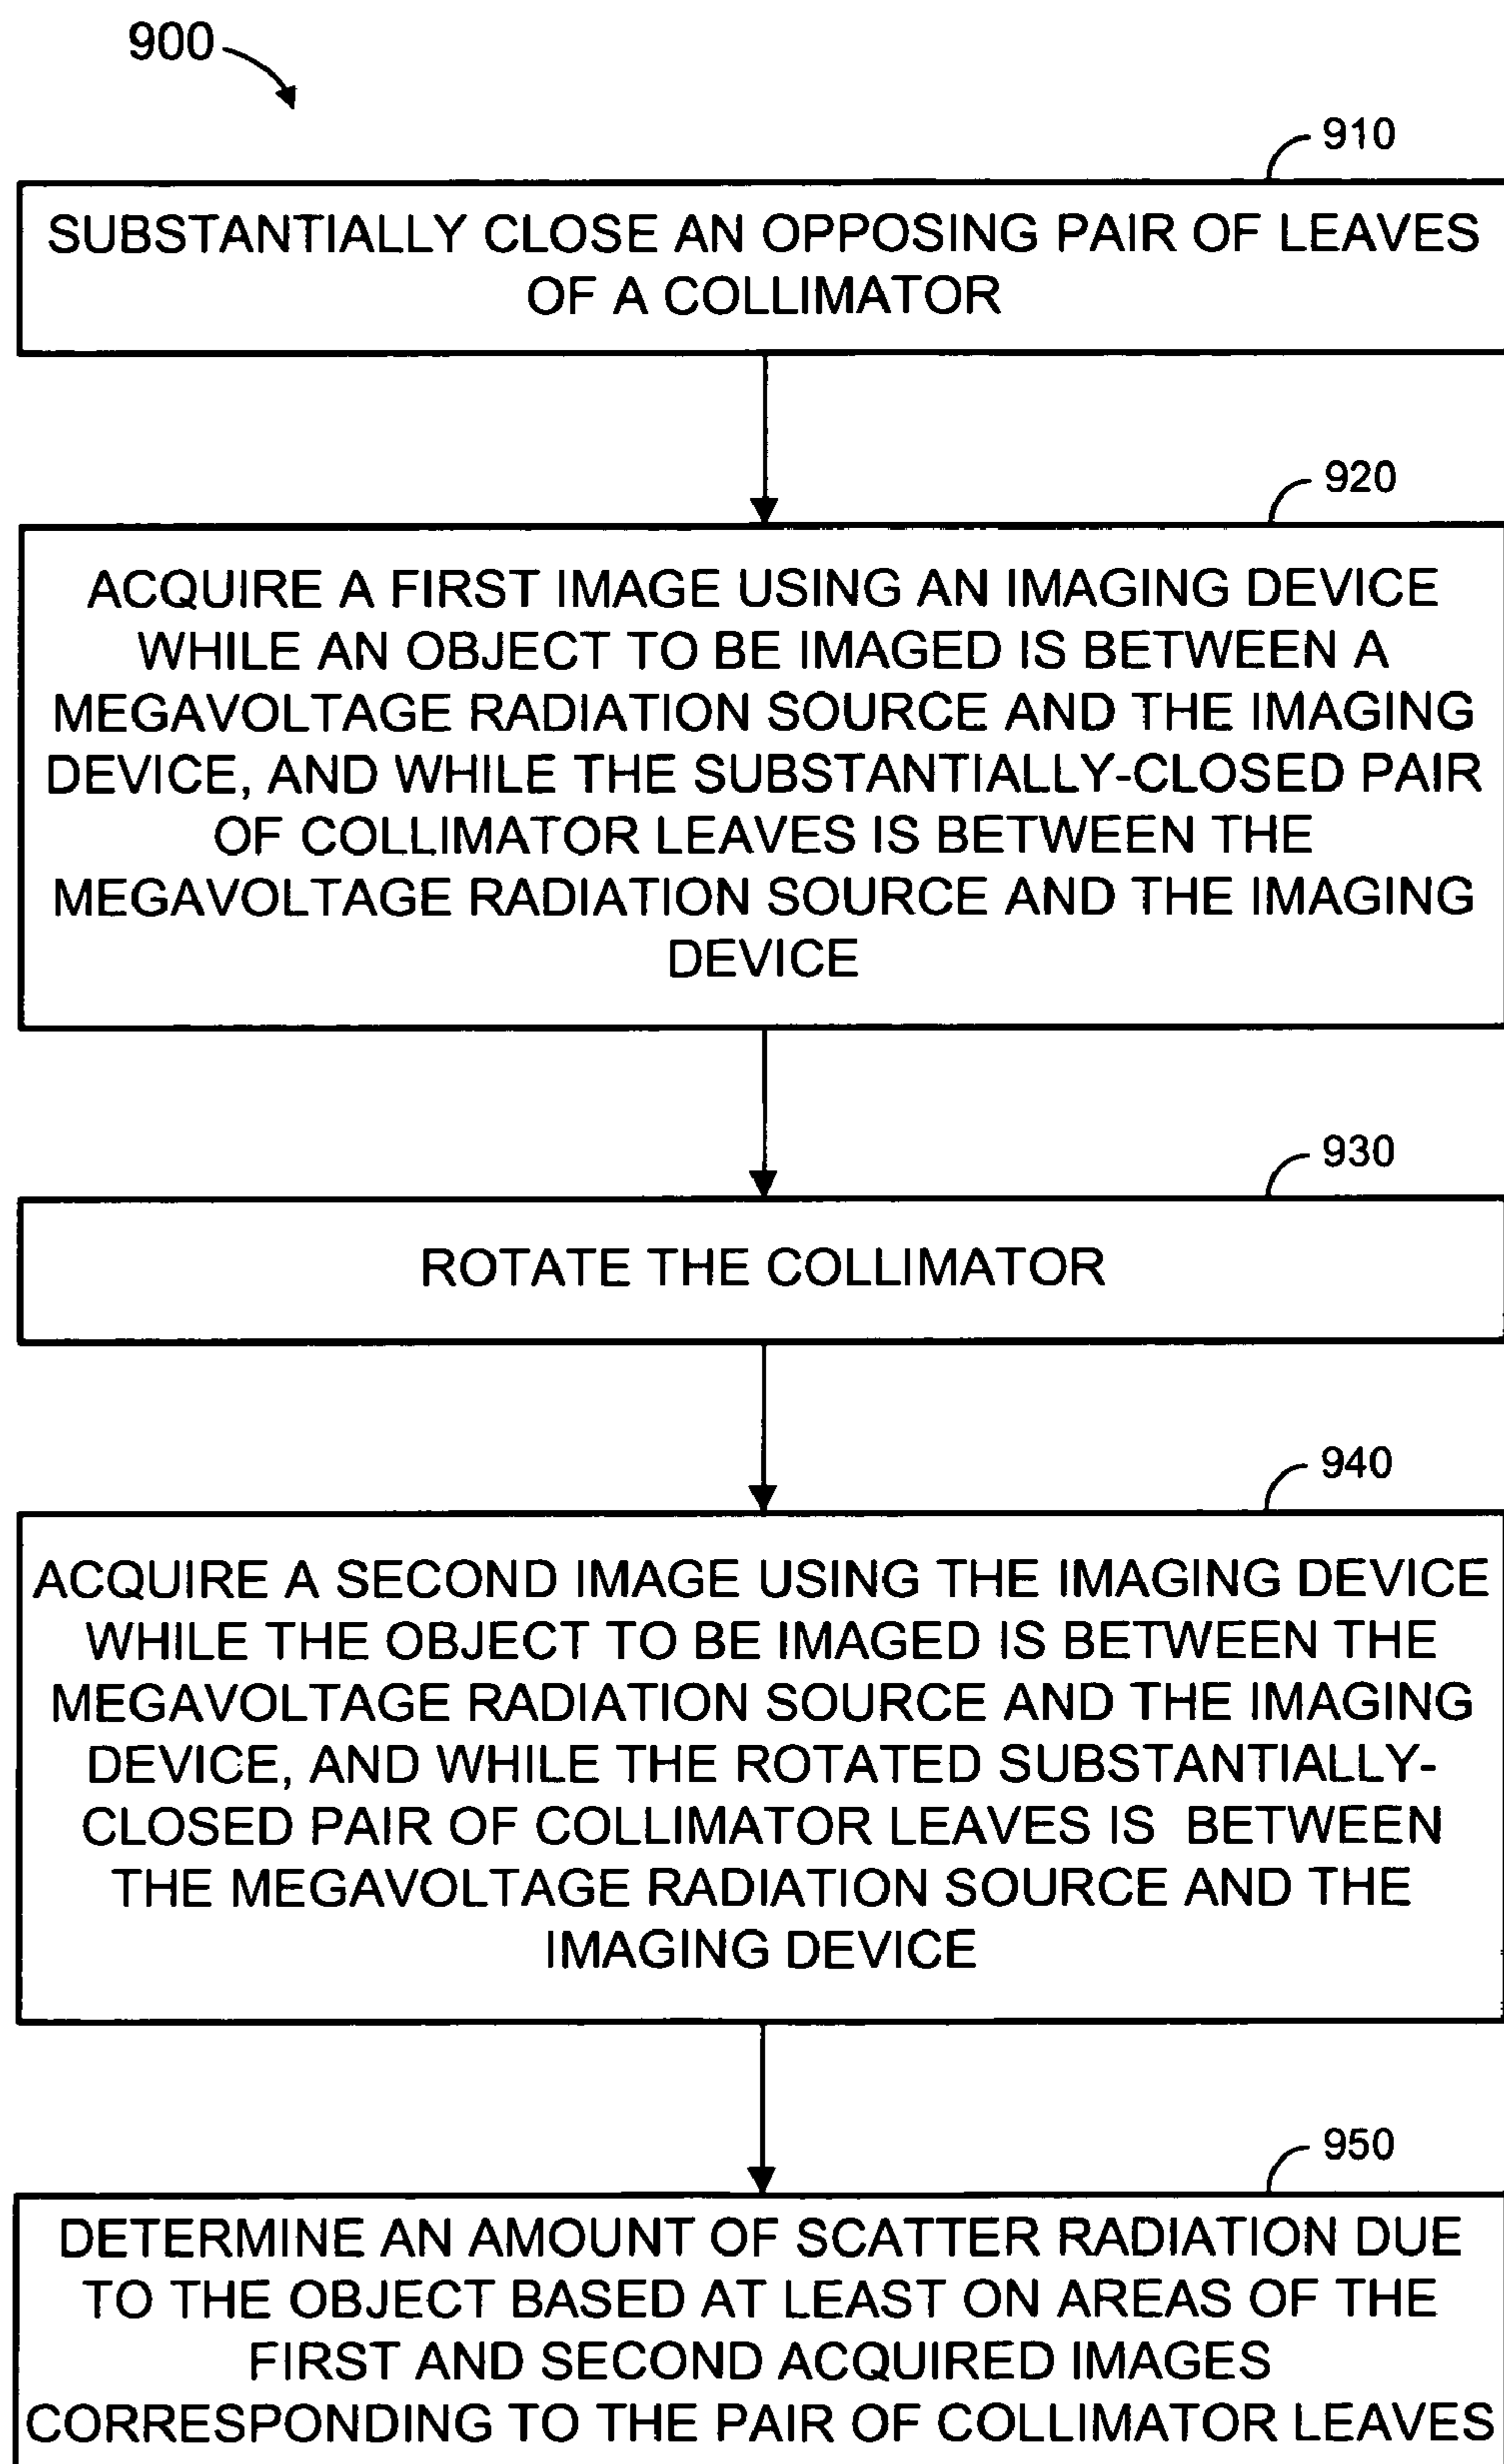 900
910
SUBSTANTIALLY CLOSE AN OPPOSING PAIR OF LEAVES
OF A COLLIMATOR
920
ACQUIRE A FIRST IMAGE USING AN IMAGING DEVICE
WHILE AN OBJECT TO BE IMAGED IS BETWEEN A
MEGAVOLTAGE RADIATION SOURCE AND THE IMAGING
DEVICE, AND WHILE THE SUBSTANTIALLY-CLOSED PAIR
OF COLLIMATOR LEAVES IS BETWEEN THE
MEGAVOLTAGE RADIATION SOURCE AND THE IMAGING
DEVICE
930
ROTATE THE COLLIMATOR
940
ACQUIRE A SECOND IMAGE USING THE IMAGING DEVICE
WHILE THE OBJECT TO BE IMAGED IS BETWEEN THE
MEGAVOLTAGE RADIATION SOURCE AND THE IMAGING
DEVICE, AND WHILE THE ROTATED SUBSTANTIALLY-
CLOSED PAIR OF COLLIMATOR LEAVES IS BETWEEN
THE MEGAVOLTAGE RADIATION SOURCE AND THE
IMAGING DEVICE
950
DETERMINE AN AMOUNT OF SCATTER RADIATION DUE
TO THE OBJECT BASED AT LEAST ON AREAS OF THE
FIRST AND SECOND ACQUIRED IMAGES
CORRESPONDING TO THE PAIR OF COLLIMATOR LEAVES